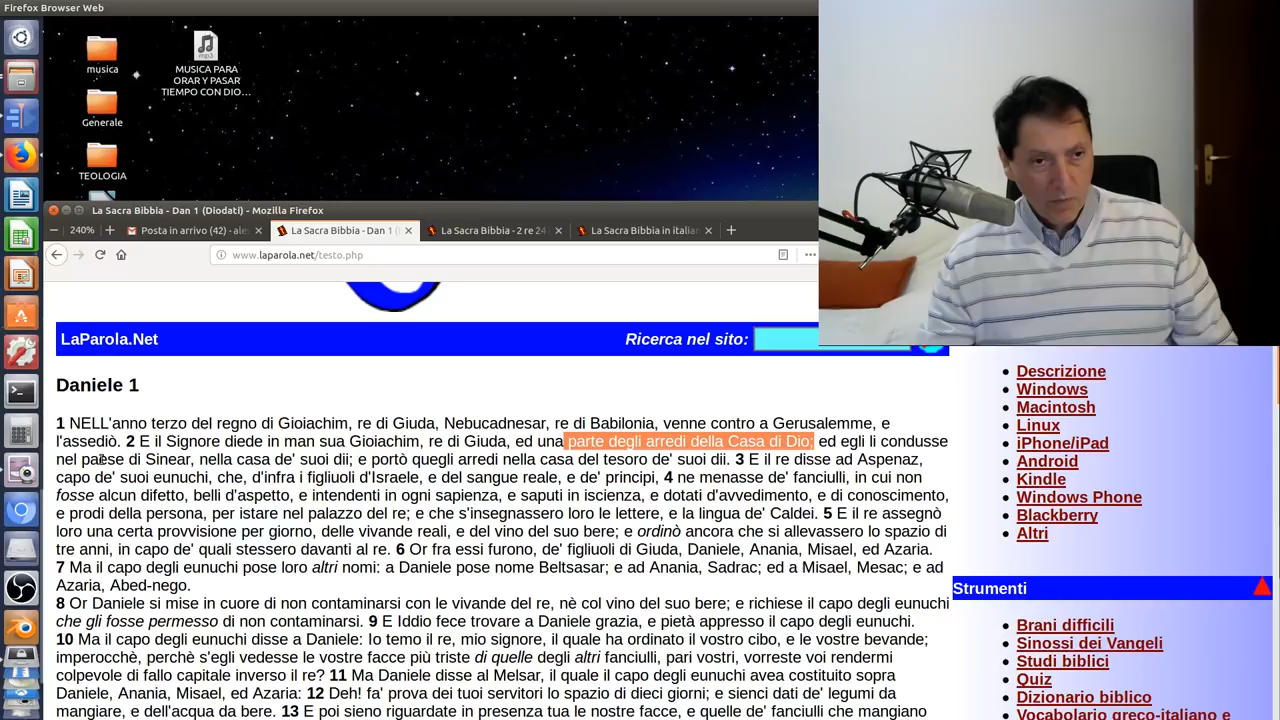 Firefox Browser Web
musica
MUSICA PARA
ORAR Y PASAR
TIEMPO CON DIO…
mp3
Generale
TEOLOGIA
La Sacra Bibbia - Dan 1 (Diodati) - Mozilla Firefox
240%
Posta in arrivo (42) - ale
La Sacra Bibbia - Dan 1 (
La Sacra Bibbia - 2 re 24
La Sacra Bibbia in italian
www.laparola.net/testo.php
LaParola.Net
Ricerca nel sito:
Daniele 1
1 NELL'anno terzo del regno di Gioiachim, re di Giuda, Nebucadnesar, re di Babilonia, venne contro a Gerusalemme, e
l'assediò. 2 E il Signore diede in man sua Gioiachim, re di Giuda, ed una parte degli arredi della Casa di Dio; ed egli li condusse
nel paese di Sinear, nella casa de' suoi dii; e portò quegli arredi nella casa del tesoro de' suoi dii. 3 E il re disse ad Aspenaz,
capo de' suoi eunuchi, che, d'infra i figliuoli d'Israele, e del sangue reale, e de' principi, 4 ne menasse de' fanciulli, in cui non
fosse alcun difetto, belli d'aspetto, e intendenti in ogni sapienza, e saputi in iscienza, e dotati d'avvedimento, e di conoscimento,
e prodi della persona, per istare nel palazzo del re; e che s'insegnassero loro le lettere, e la lingua de' Caldei. 5 E il re assegnò
loro una certa provvisione per giorno, delle vivande reali, e del vino del suo bere; e ordinò ancora che si allevassero lo spazio di
tre anni, in capo de' quali stessero davanti al re. 6 Or fra essi furono, de' figliuoli di Giuda, Daniele, Anania, Misael, ed Azaria.
7 Ma il capo degli eunuchi pose loro altri nomi: a Daniele pose nome Beltsasar; e ad Anania, Sadrac; ed a Misael, Mesac; e ad
Azaria, Abed-nego.
8 Or Daniele si mise in cuore di non contaminarsi con le vivande del re, nè col vino del suo bere; e richiese il capo degli eunuchi
che gli fosse permesso di non contaminarsi. 9 E Iddio fece trovare a Daniele grazia, e pietà appresso il capo degli eunuchi.
10 Ma il capo degli eunuchi disse a Daniele: Io temo il re, mio signore, il quale ha ordinato il vostro cibo, e le vostre bevande;
imperocchè, perchè s'egli vedesse le vostre facce più triste di quelle degli altri fanciulli, pari vostri, vorreste voi rendermi
colpevole di fallo capitale inverso il re? 11 Ma Daniele disse al Melsar, il quale il capo degli eunuchi avea costituito sopra
Daniele, Anania, Misael, ed Azaria: 12 Deh! fa' prova dei tuoi servitori lo spazio di dieci giorni; e sienci dati de' legumi da
mangiare, e dell'acqua da bere. 13 E poi sieno riguardate in presenza tua le nostre facce, e quelle de' fanciulli che mangiano
Descrizione
Windows
Macintosh
Linux
iPhone/iPad
Android
Kindle
Windows Phone
Blackberry
Altri
Strumenti
Brani difficili
Sinossi dei Vangeli
Studi biblici
Quiz
Dizionario biblico
Vocabolario greco-italiano e